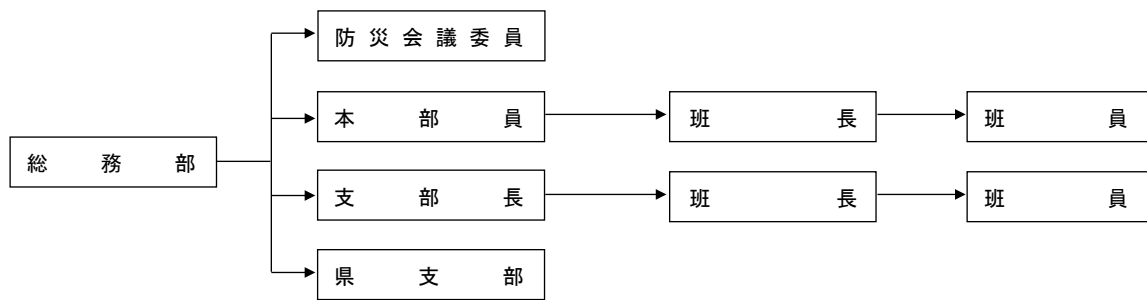 防災会議委員
本部員 班長 班員
総務部
支部長 班長 班員
県支部